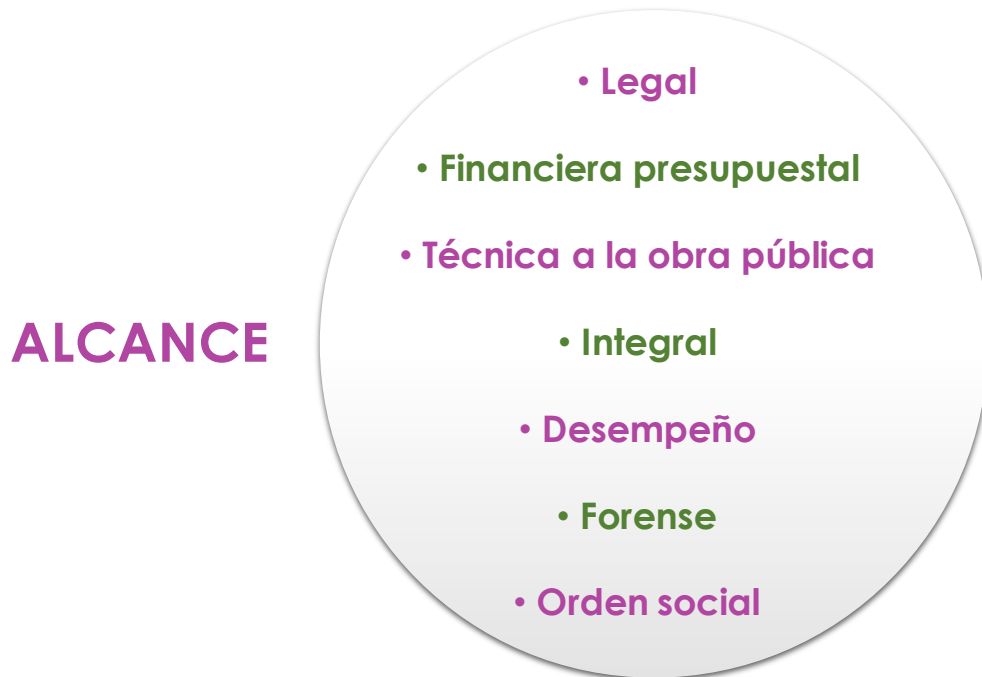 ALCANCE
• Legal
• Financiera presupuestal
• Técnica a la obra pública
• Integral
• Desempeño
• Forense
• Orden social